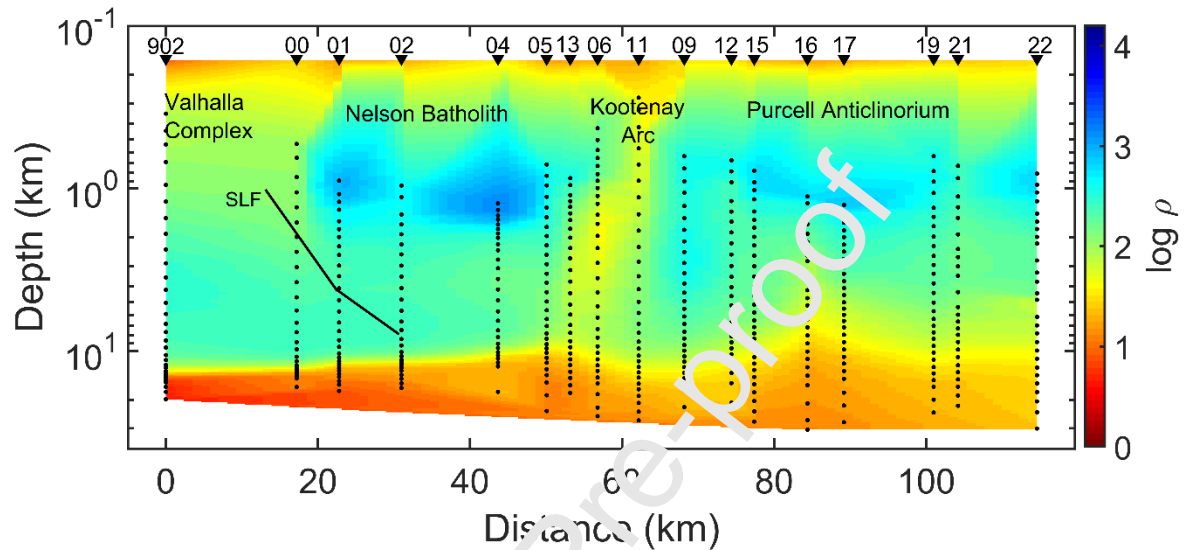 10-1
902 00 01 02 04 05 13 06 11 09 12 15 16 17 19 21 22
Valhalla
Complex
Nelson Batholith
Kootenay
Arc
Purcell Anticlinorium
SLF
100
101
Depth (km)
0 20 40 60 80 100
Distance (km)
4
3
2
1
0
log ρ
Pre-proof